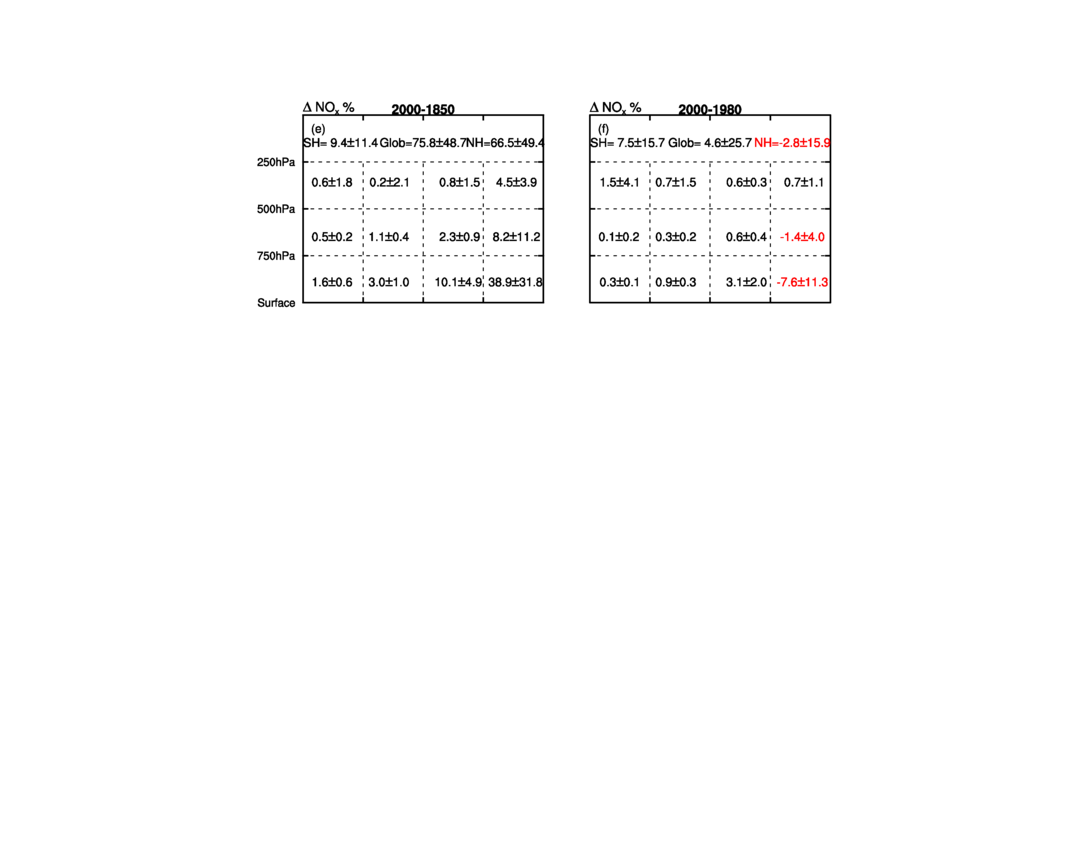 Δ NOx % 2000-1850
(e)
SH= 9.4±11.4 Glob=75.8±48.7NH=66.5±49.4
250hPa
0.6±1.8 0.2±2.1 0.8±1.5 4.5±3.9
500hPa
0.5±0.2 1.1±0.4 2.3±0.9 8.2±11.2
750hPa
1.6±0.6 3.0±1.0 10.1±4.9 38.9±31.8
Surface
Δ NOx % 2000-1980
(f)
SH= 7.5±15.7 Glob= 4.6±25.7 NH=-2.8±15.9
1.5±4.1 0.7±1.5 0.6±0.3 0.7±1.1
0.1±0.2 0.3±0.2 0.6±0.4 -1.4±4.0
0.3±0.1 0.9±0.3 3.1±2.0 -7.6±11.3